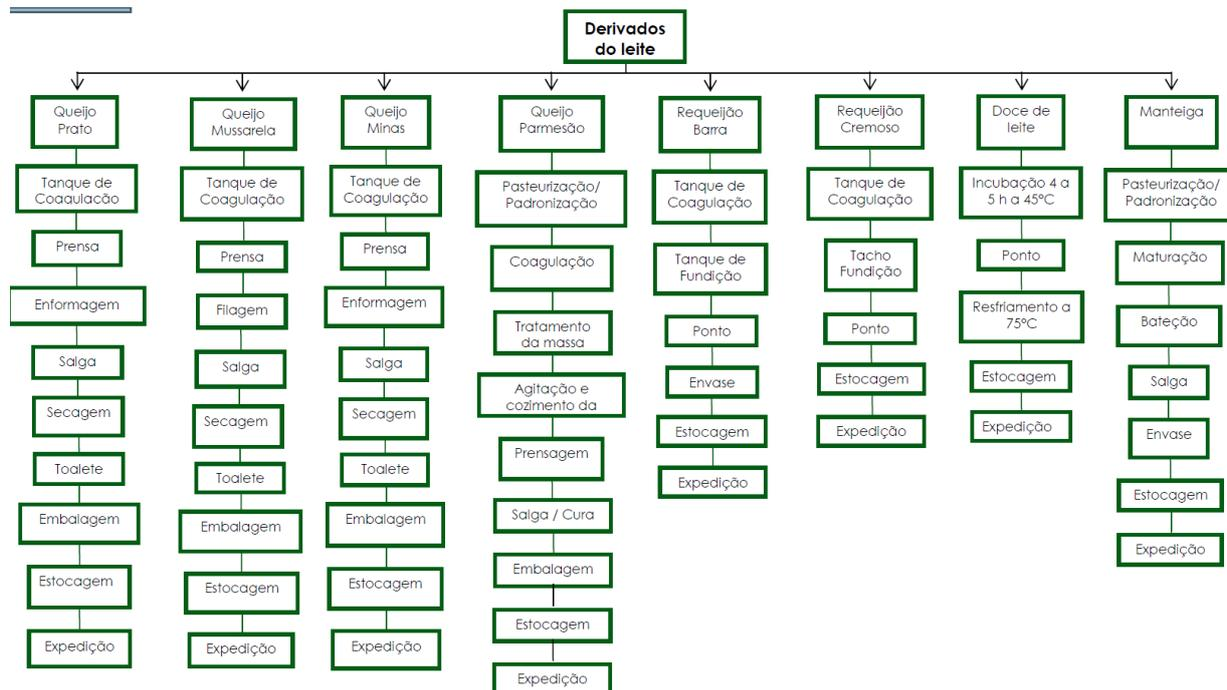 Derivados
do leite
Queijo
Prato
Tanque de
Coagulacão
Prensa
Enformagem
Salga
Secagem
Toalete
Embalagem
Estocagem
Expedição
Queijo
Mussarela
Tanque de
Coagulação
Prensa
Filagem
Salga
Secagem
Toalete
Embalagem
Estocagem
Expedição
Queijo
Minas
Tanque de
Coagulação
Prensa
Enformagem
Salga
Secagem
Toalete
Embalagem
Estocagem
Expedição
Queijo
Parmesão
Pasteurização/
Padronização
Coagulação
Tratamento
da massa
Agitação e
cozimento da
Prensagem
Salga / Cura
Embalagem
Estocagem
Expedição
Requeijão
Barra
Tanque de
Coagulação
Tanque de
Fundição
Ponto
Envase
Estocagem
Expedição
Requeijão
Cremoso
Tanque de
Coagulação
Tacho
Fundição
Ponto
Estocagem
Expedição
Doce de
leite
Incubação 4 a
5 h a 45ºC
Ponto
Resfriamento a
75ºC
Estocagem
Expedição
Manteiga
Pasteurização/
Padronização
Maturação
Bateção
Salga
Envase
Estocagem
Expedição